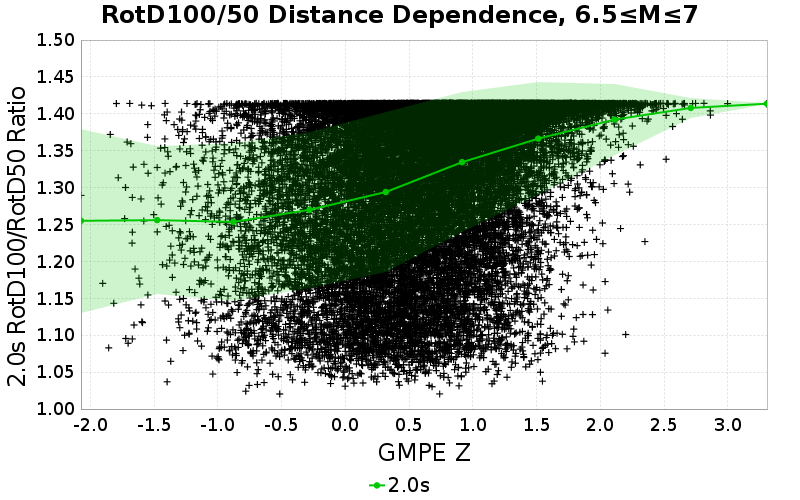 RotD100/50 Distance Dependence, 6.5≤M≤7
1.50
1.45
1.40
1.35
1.30
1.25
1.20
1.15
1.10
1.05
1.00
2.0s RotD100/RotD50 Ratio
-2.0 -1.5 -1.0 -0.5 0.0 0.5 1.0 1.5 2.0 2.5 3.0
GMPE Z
2.0s